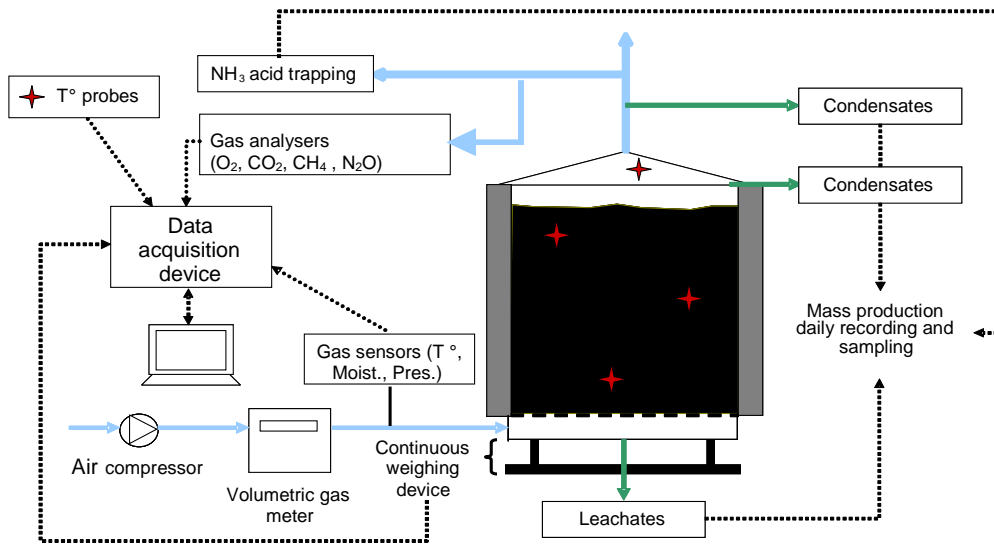 NH₃ acid trapping
T° probes
Condensates
Gas analysers
(O₂, CO₂, CH₄ , N₂O)
Condensates
Data
acquisition
device
Mass production
daily recording and
sampling
Gas sensors (T °,
Moist., Pres.)
Continuous
weighing
device
Air compressor
Volumetric gas
meter
Leachates